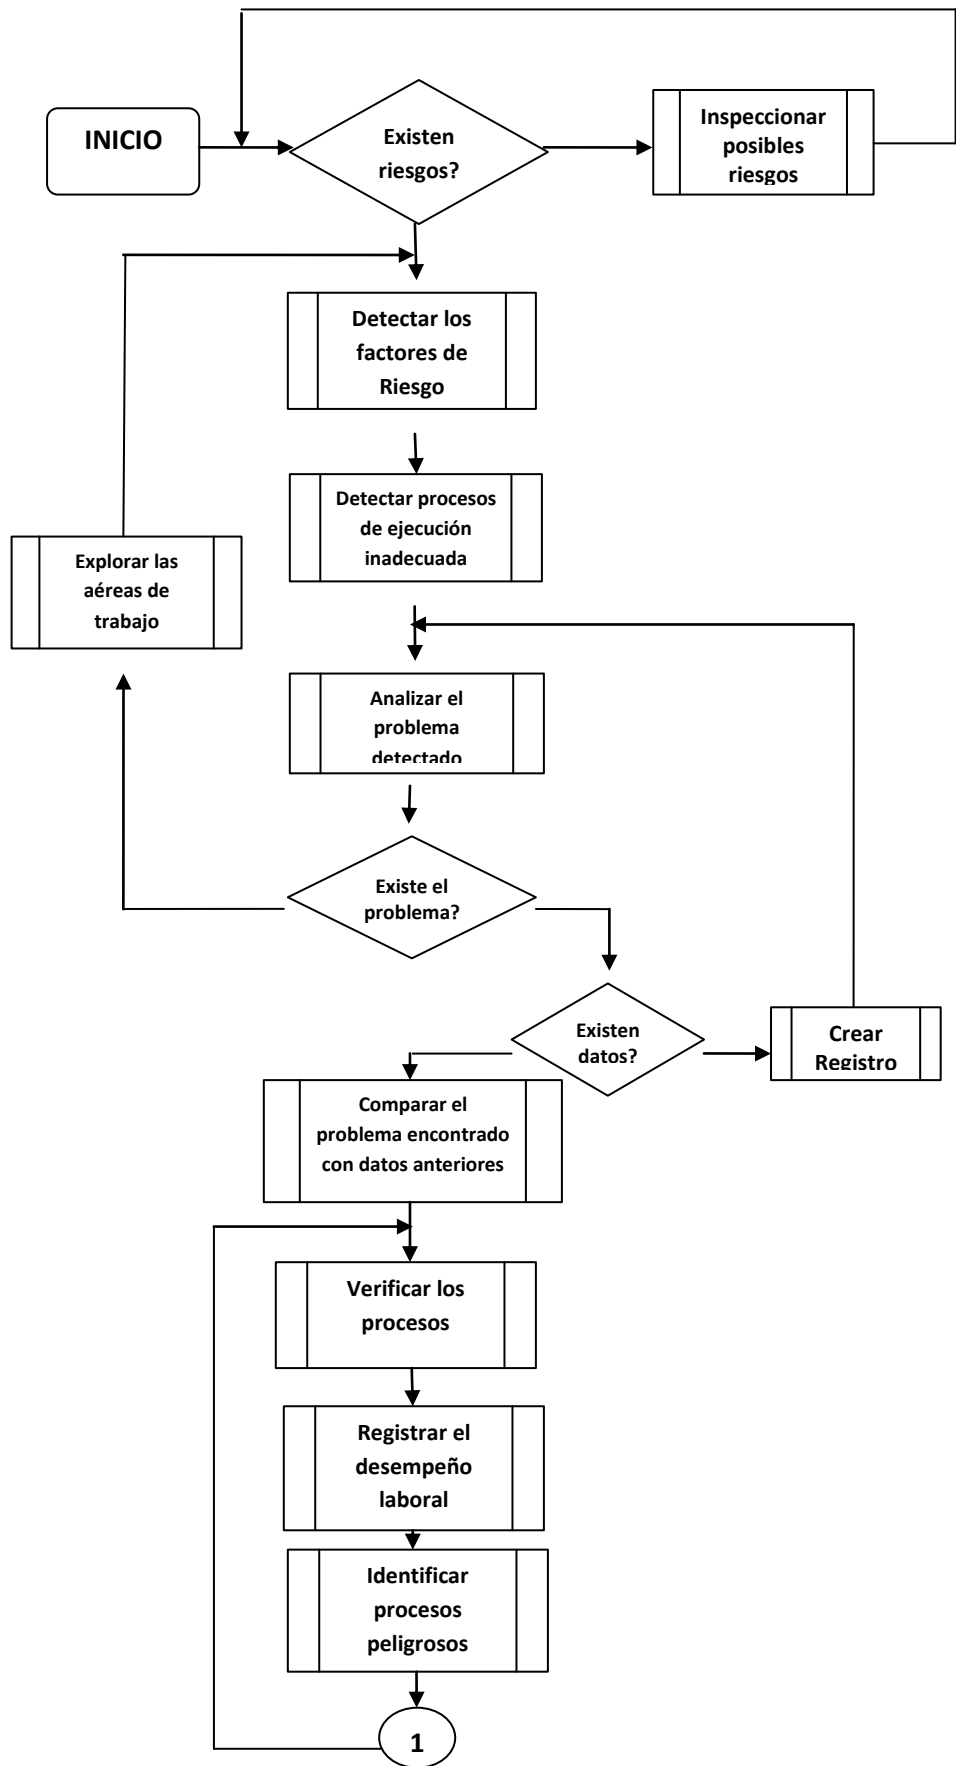 INICIO
Existen
riesgos?
Inspeccionar
posibles
riesgos
Detectar los
factores de
Riesgo
Detectar procesos
de ejecución
inadecuada
Explorar las
aéreas de
trabajo
Analizar el
problema
detectado
Existe el
problema?
Existen
datos?
Crear
Registro
Comparar el
problema encontrado
con datos anteriores
Verificar los
procesos
Registrar el
desempeño
laboral
Identificar
procesos
peligrosos
1